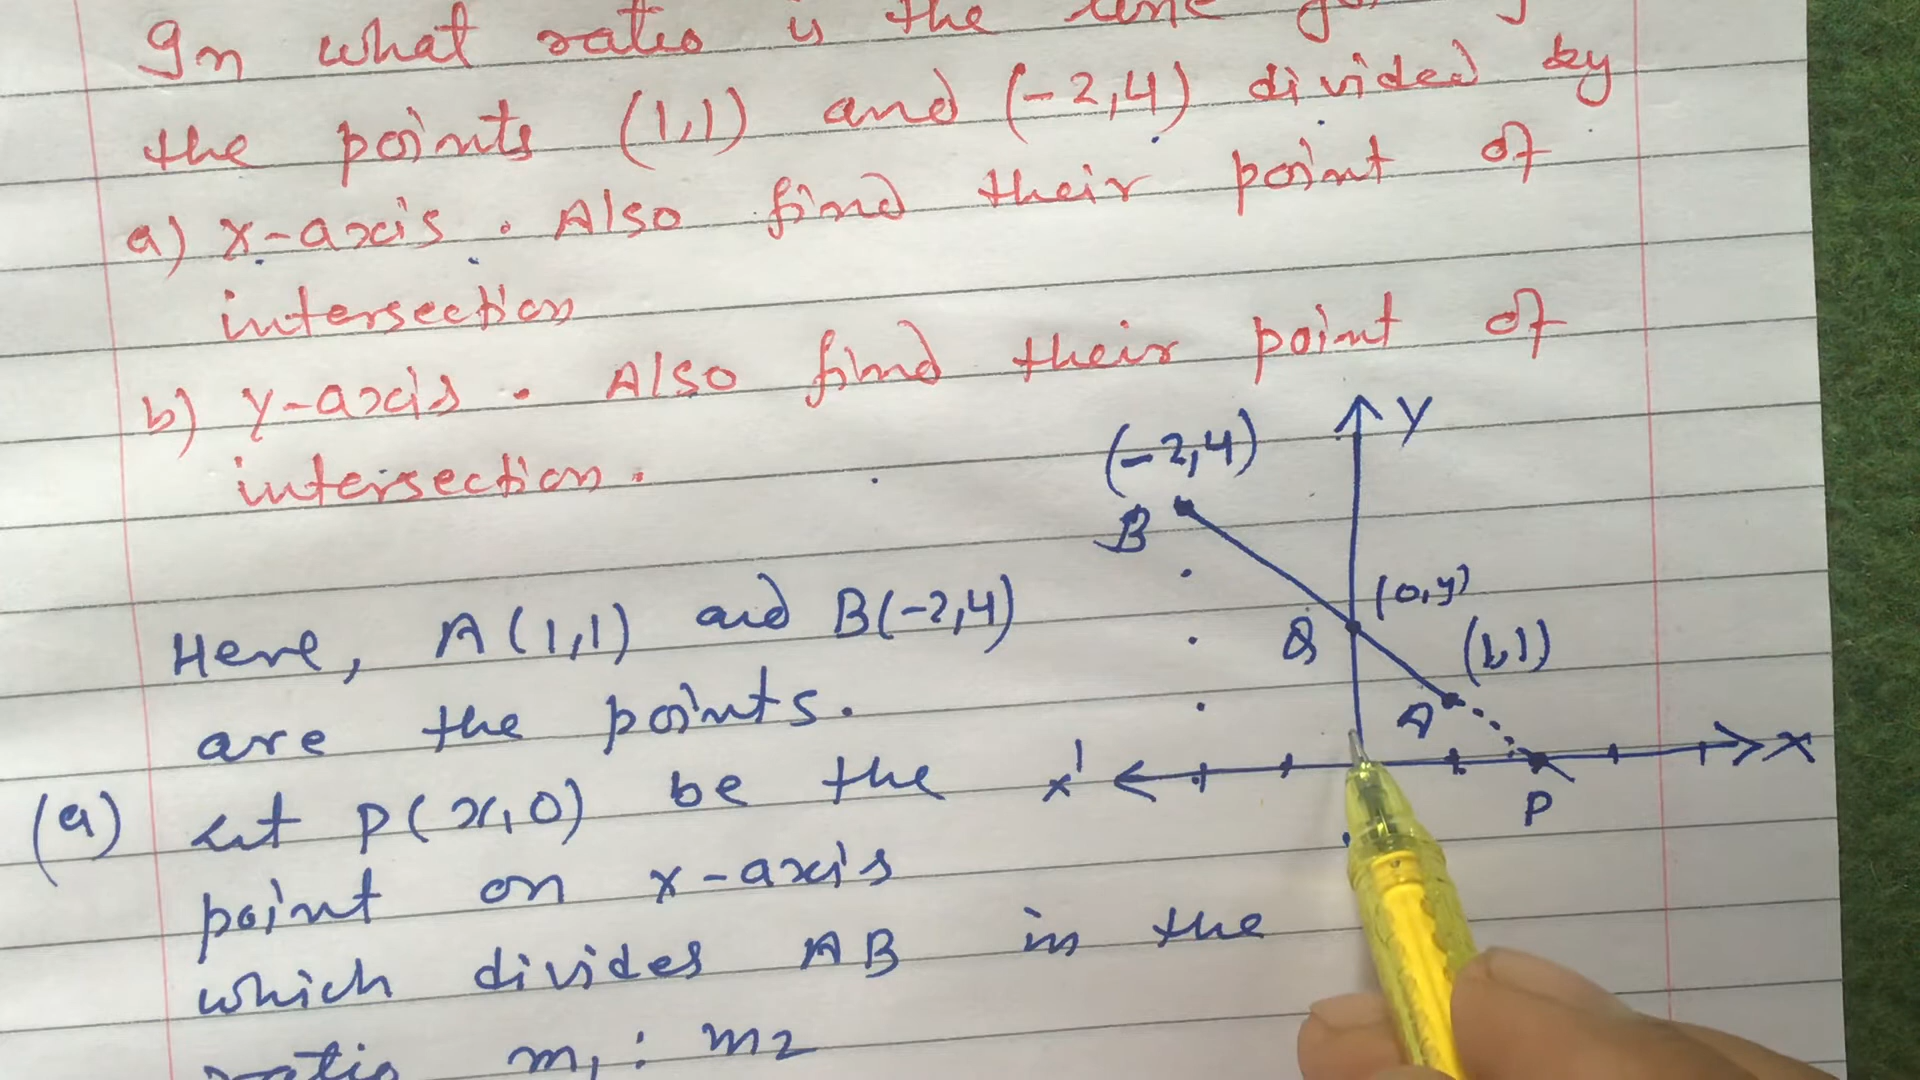 In what ratio is the line
the points (1,1) and (-2,4) divided by
a) x-axis. Also find their point of
intersection
b) y-axis. Also find their point of
intersection.
Y
(-2,4)
B
(0,y)
Q
(1,1)
A
Here, A(1,1) and B(-2,4)
are the points.
x'
X
P
(a) Let P(x,0) be the
point on x-axis
which divides AB in the
ratio m1 : m2